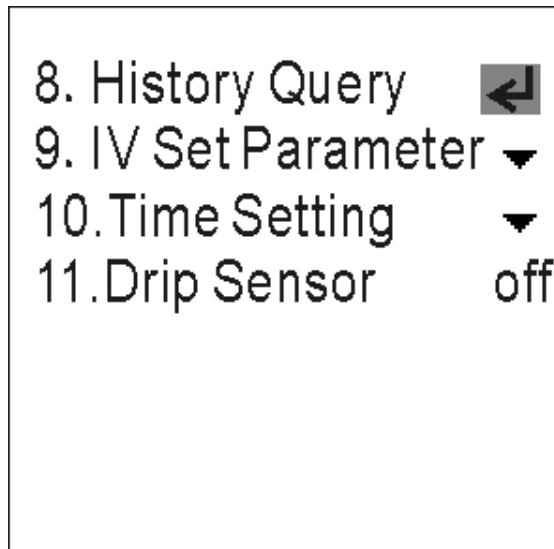 8. History Query
9. IV Set Parameter
10.Time Setting
11.Drip Sensor off